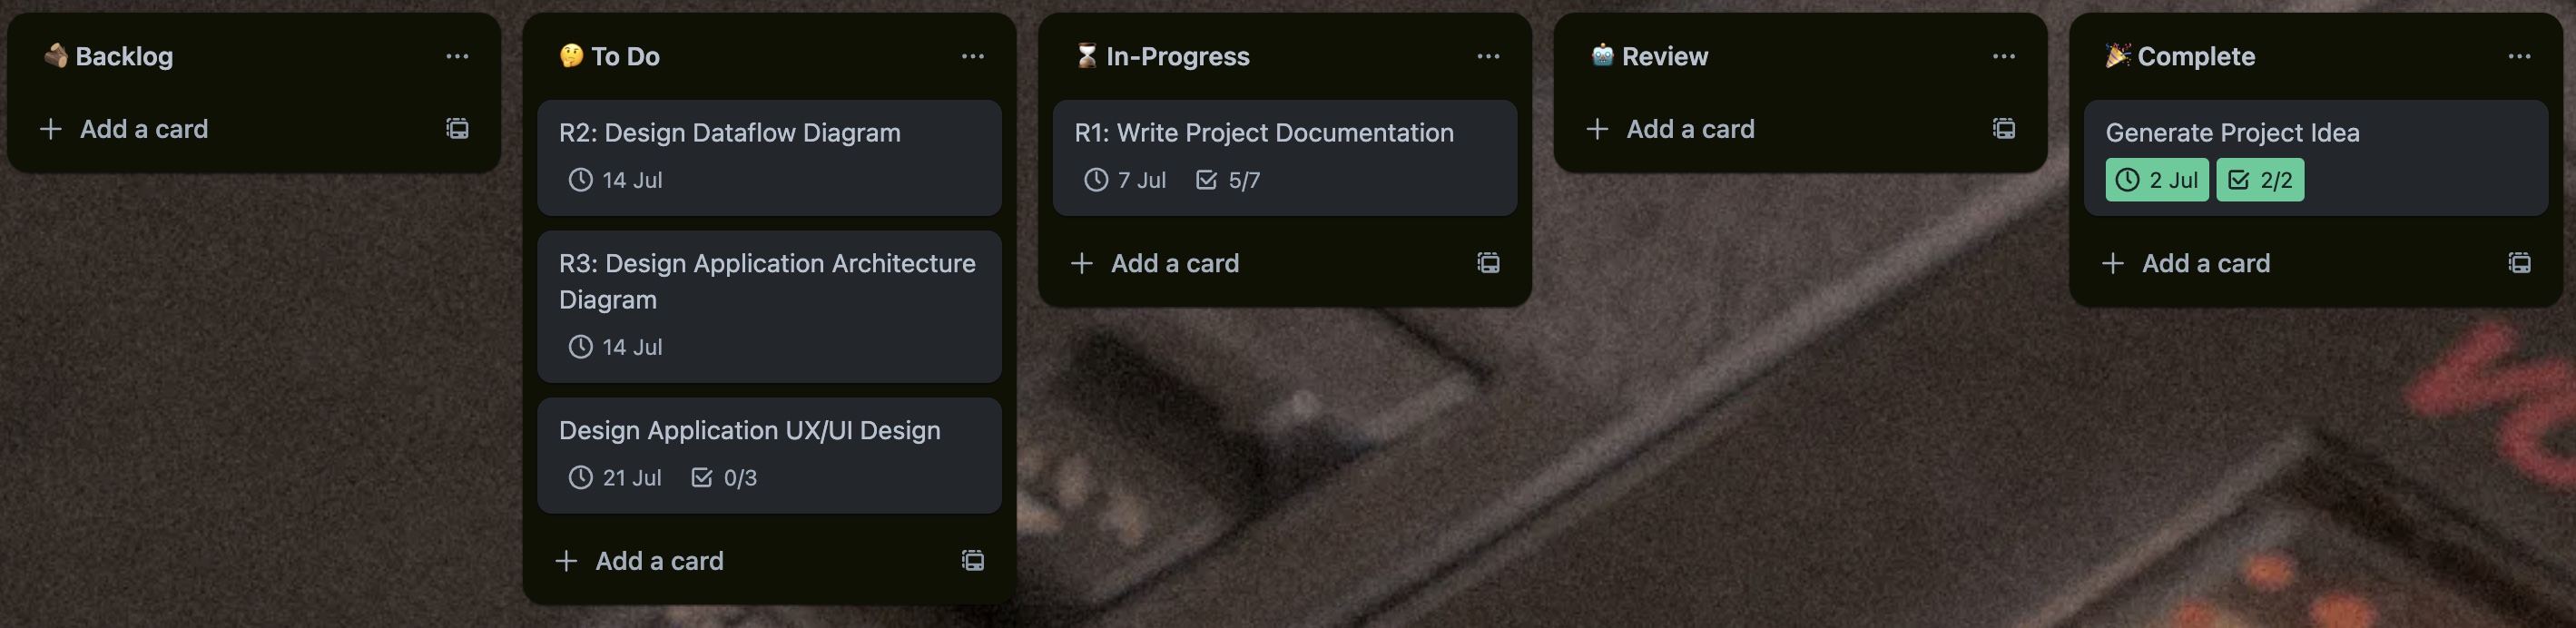 Backlog
Add a card
To Do
R2: Design Dataflow Diagram
14 Jul
R3: Design Application Architecture
Diagram
14 Jul
Design Application UX/UI Design
21 Jul 0/3
Add a card
In-Progress
R1: Write Project Documentation
7 Jul 5/7
Add a card
Review
Add a card
Complete
Generate Project Idea
2 Jul 2/2
Add a card